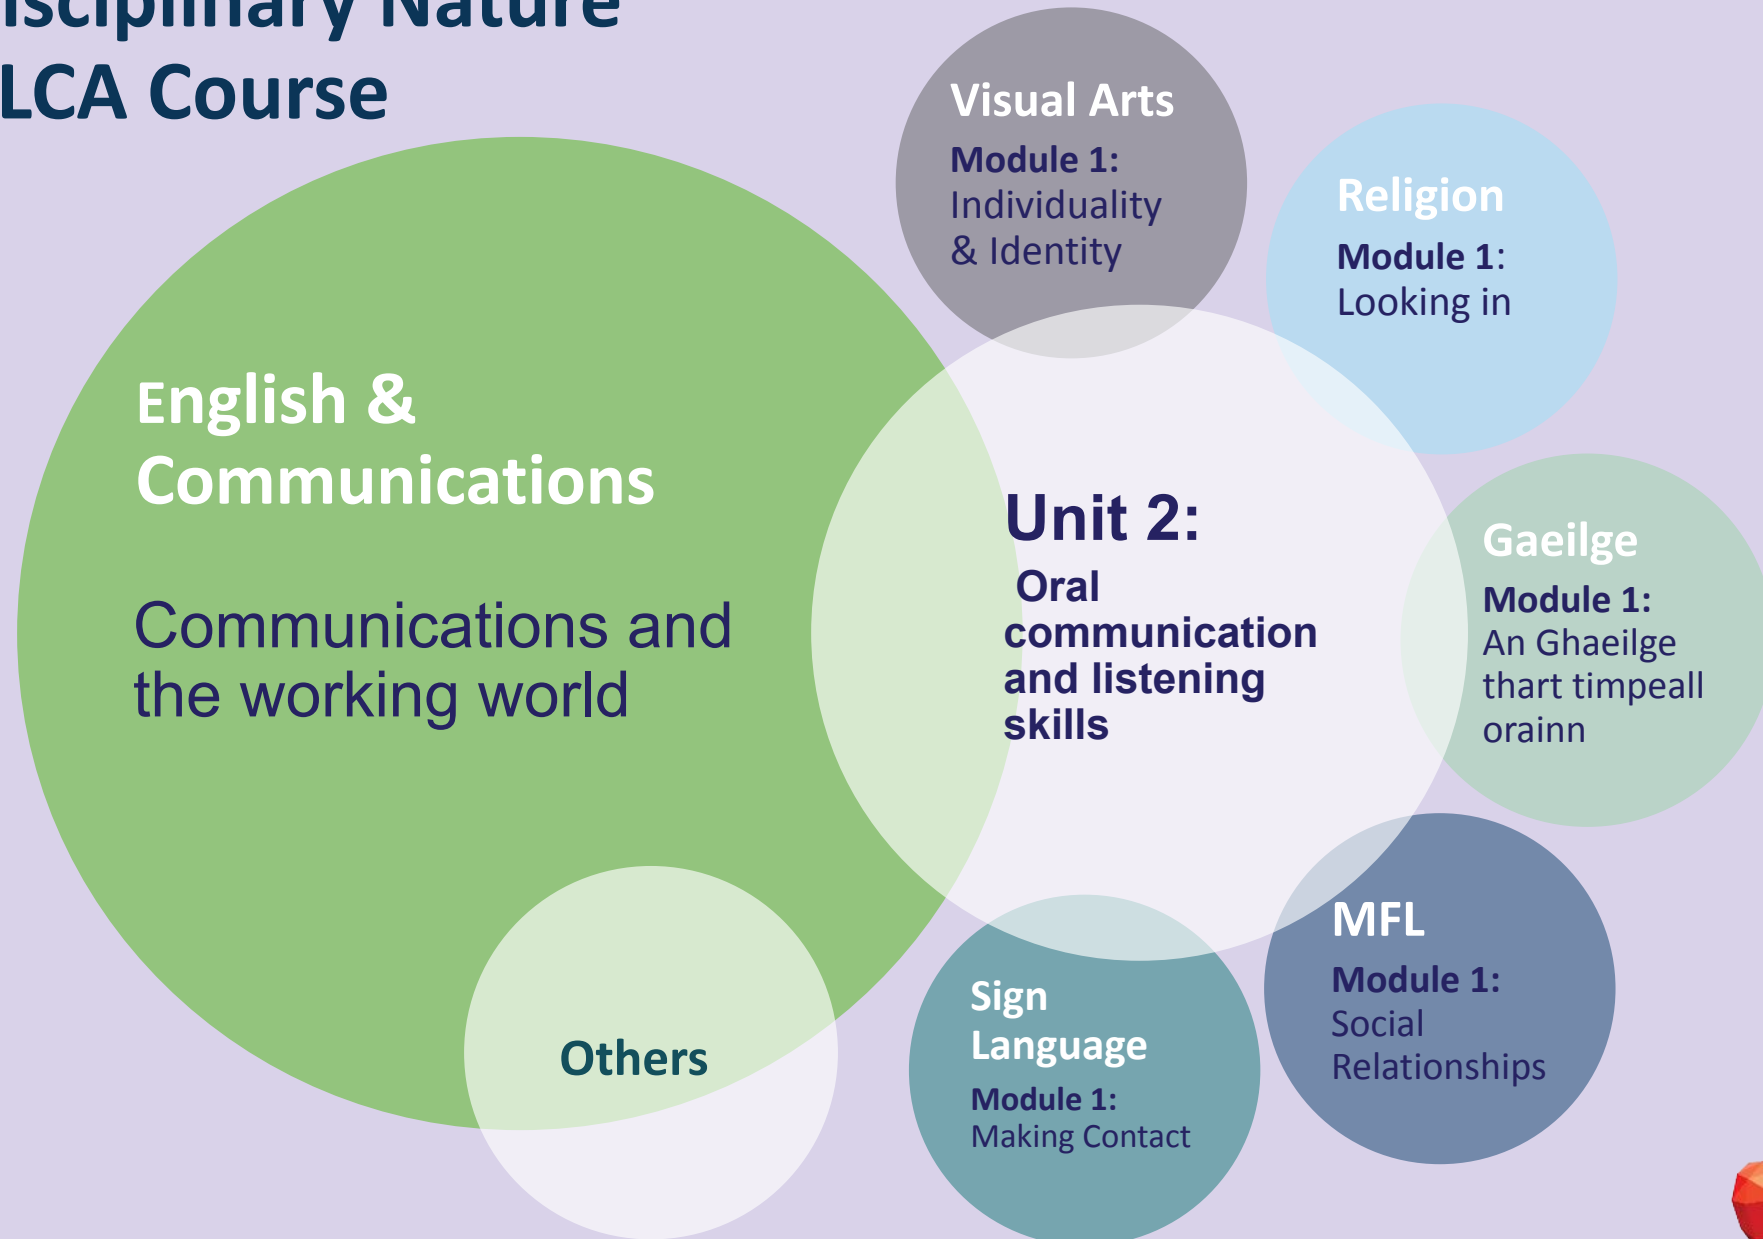 isciplinary Nature
LCA Course
Visual Arts
Module 1:
Individuality
& Identity
Religion
Module 1:
Looking in
English &
Communications
Communications and
the working world
Unit 2:
Oral
communication
and listening
skills
Gaeilge
Module 1:
An Ghaeilge
thart timpeall
orainn
MFL
Module 1:
Social
Relationships
Sign
Language
Module 1:
Making Contact
Others